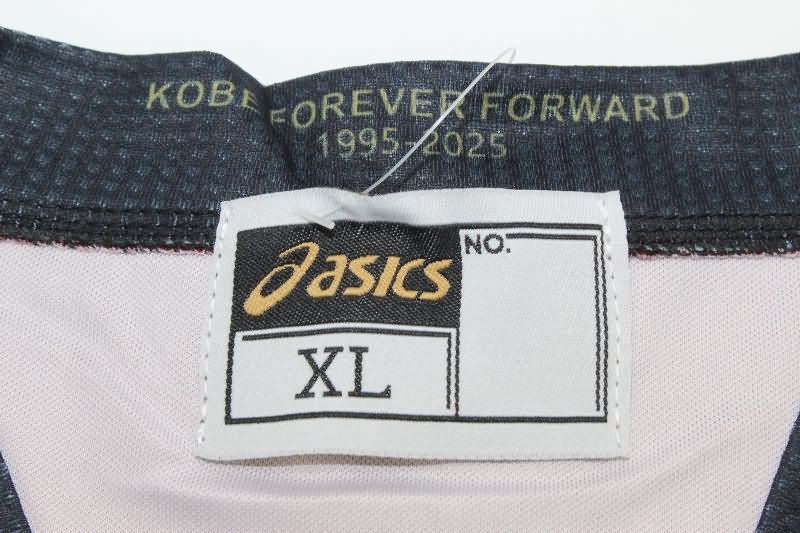 KOBE FOREVER FORWARD
1995-2025
asics
NO.
XL